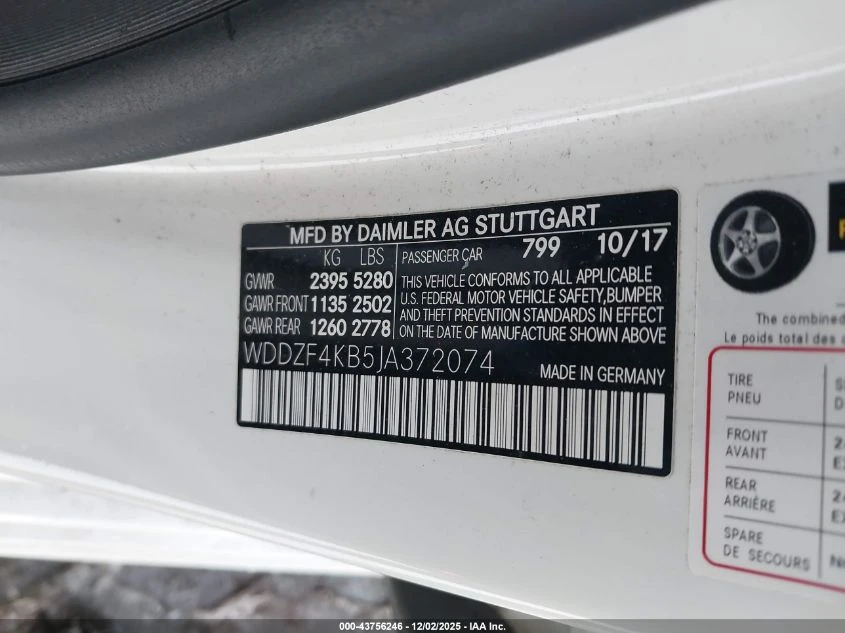 MFD BY DAIMLER AG STUTTGART
KG LBS
GVWR 2395 5280
GAWR FRONT 1135 2502
GAWR REAR 1260 2778
PASSENGER CAR 799 10/17
THIS VEHICLE CONFORMS TO ALL APPLICABLE
U.S. FEDERAL MOTOR VEHICLE SAFETY,BUMPER
AND THEFT PREVENTION STANDARDS IN EFFECT
ON THE DATE OF MANUFACTURE SHOWN ABOVE
WDDZF4KB5JA372074
MADE IN GERMANY
The combined
Le poids total des
TIRE
PNEU
FRONT
AVANT
REAR
ARRIÈRE
SPARE
DE SECOURS
000-43756246 - 12/02/2025 - IAA Inc.